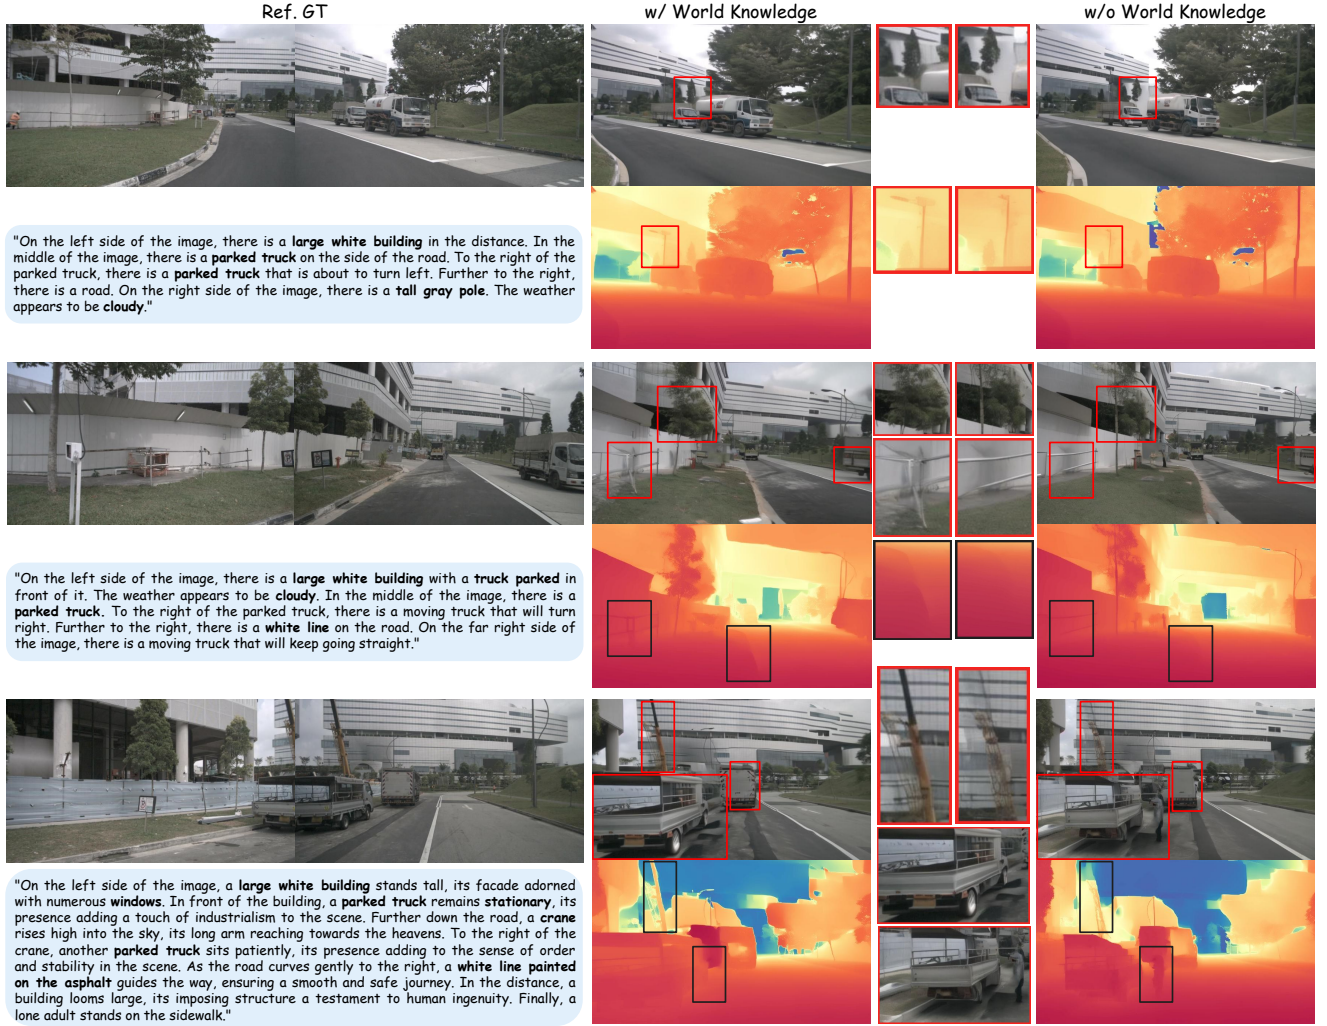 Ref. GT
w/ World Knowledge
w/o World Knowledge
"On the left side of the image, there is a large white building in the distance. In the
middle of the image, there is a parked truck on the side of the road. To the right of the
parked truck, there is a parked truck that is about to turn left. Further to the right,
there is a road. On the right side of the image, there is a tall gray pole. The weather
appears to be cloudy."
"On the left side of the image, there is a large white building with a truck parked in
front of it. The weather appears to be cloudy. In the middle of the image, there is a
parked truck. To the right of the parked truck, there is a moving truck that will turn
right. Further to the right, there is a white line on the road. On the far right side of
the image, there is a moving truck that will keep going straight."
"On the left side of the image, a large white building stands tall, its facade adorned
with numerous windows. In front of the building, a parked truck remains stationary, its
presence adding a touch of industrialism to the scene. Further down the road, a crane
rises high into the sky, its long arm reaching towards the heavens. To the right of the
crane, another parked truck sits patiently, its presence adding to the sense of order
and stability in the scene. As the road curves gently to the right, a white line painted
on the asphalt guides the way, ensuring a smooth and safe journey. In the distance, a
building looms large, its imposing structure a testament to human ingenuity. Finally, a
lone adult stands on the sidewalk."